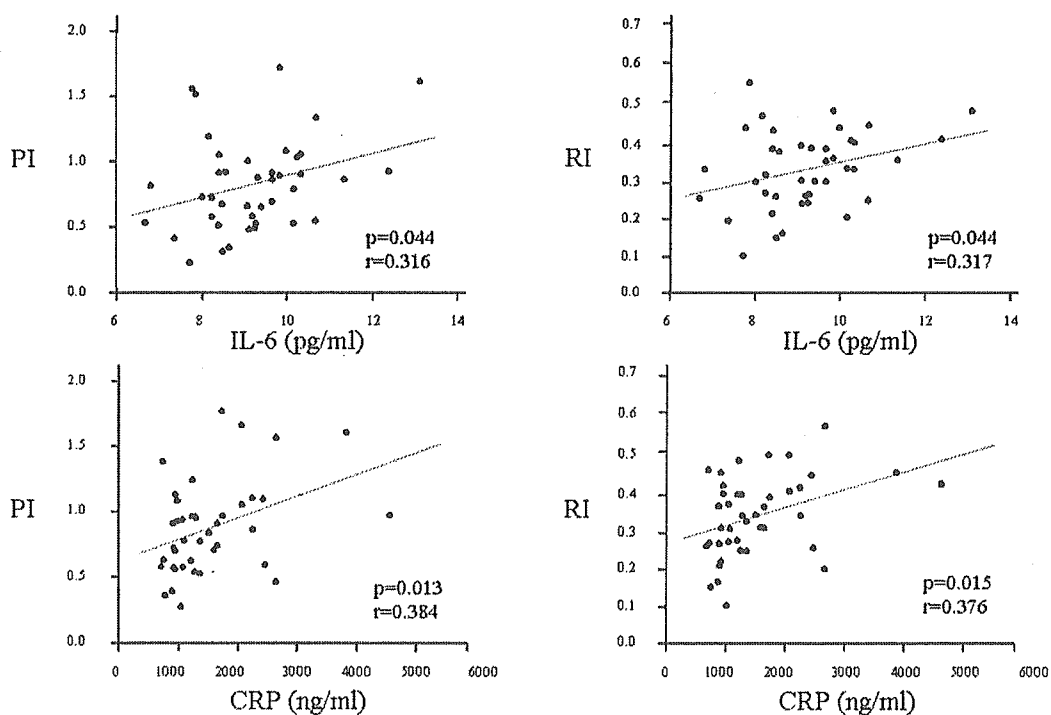 2.0
1.5
PI
1.0
0.5
0.0
p=0.044
r=0.316
6 8 10 12 14
IL-6 (pg/ml)
0.7
0.6
0.5
0.4
RI
0.3
0.2
0.1
0.0
p=0.044
r=0.317
6 8 10 12 14
IL-6 (pg/ml)
2.0
PI
1.5
1.0
0.5
0.0
p=0.013
r=0.384
0 1000 2000 3000 4000 5000 6000
CRP (ng/ml)
0.7
0.6
0.5
RI
0.4
0.3
0.2
0.1
0.0
p=0.015
r=0.376
0 1000 2000 3000 4000 5000 6000
CRP (ng/ml)